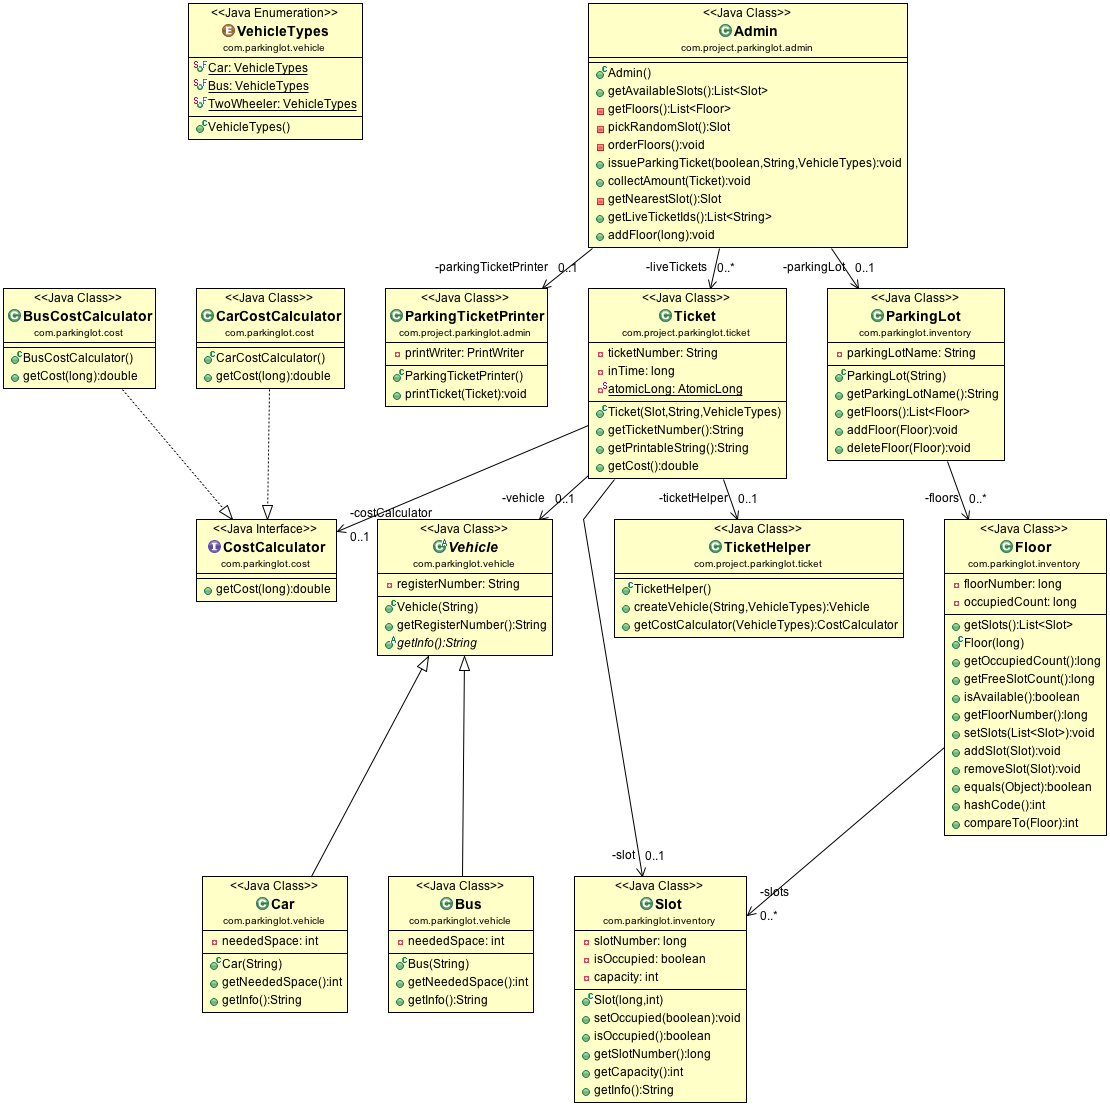 <<Java Enumeration>>
VehicleTypes
com.parkinglot.vehicle
Car: VehicleTypes
Bus: VehicleTypes
TwoWheeler: VehicleTypes
VehicleTypes()
<<Java Class>>
Admin
com.project.parkinglot.admin
Admin()
getAvailableSlots():List<Slot>
getFloors():List<Floor>
pickRandomSlot():Slot
orderFloors():void
issueParkingTicket(boolean,String,VehicleTypes):void
collectAmount(Ticket):void
getNearestSlot():Slot
getLiveTicketIds():List<String>
addFloor(long):void
-parkingTicketPrinter 0..1
-liveTickets 0..*
-parkingLot 0..1
<<Java Class>>
BusCostCalculator
com.parkinglot.cost
BusCostCalculator()
getCost(long):double
<<Java Class>>
CarCostCalculator
com.parkinglot.cost
CarCostCalculator()
getCost(long):double
<<Java Class>>
ParkingTicketPrinter
com.project.parkinglot.admin
printWriter: PrintWriter
ParkingTicketPrinter()
printTicket(Ticket):void
<<Java Class>>
Ticket
com.project.parkinglot.ticket
ticketNumber: String
inTime: long
atomicLong: AtomicLong
Ticket(Slot,String,VehicleTypes)
getTicketNumber():String
getPrintableString():String
getCost():double
<<Java Class>>
ParkingLot
com.parkinglot.inventory
parkingLotName: String
ParkingLot(String)
getParkingLotName():String
getFloors():List<Floor>
addFloor(Floor):void
deleteFloor(Floor):void
-costCalculator
0..1
-vehicle 0..1
-ticketHelper 0..1
-floors 0..*
<<Java Interface>>
CostCalculator
com.parkinglot.cost
getCost(long):double
<<Java Class>>
Vehicle
com.parkinglot.vehicle
registerNumber: String
Vehicle(String)
getRegisterNumber():String
getInfo():String
<<Java Class>>
TicketHelper
com.project.parkinglot.ticket
TicketHelper()
createVehicle(String,VehicleTypes):Vehicle
getCostCalculator(VehicleTypes):CostCalculator
<<Java Class>>
Floor
com.parkinglot.inventory
floorNumber: long
occupiedCount: long
getSlots():List<Slot>
Floor(long)
getOccupiedCount():long
getFreeSlotCount():long
isAvailable():boolean
getFloorNumber():long
setSlots(List<Slot>):void
addSlot(Slot):void
removeSlot(Slot):void
equals(Object):boolean
hashCode():int
compareTo(Floor):int
-slot 0..1
-slots
0..*
<<Java Class>>
Car
com.parkinglot.vehicle
neededSpace: int
Car(String)
getNeededSpace():int
getInfo():String
<<Java Class>>
Bus
com.parkinglot.vehicle
neededSpace: int
Bus(String)
getNeededSpace():int
getInfo():String
<<Java Class>>
Slot
com.parkinglot.inventory
slotNumber: long
isOccupied: boolean
capacity: int
Slot(long,int)
setOccupied(boolean):void
isOccupied():boolean
getSlotNumber():long
getCapacity():int
getInfo():String